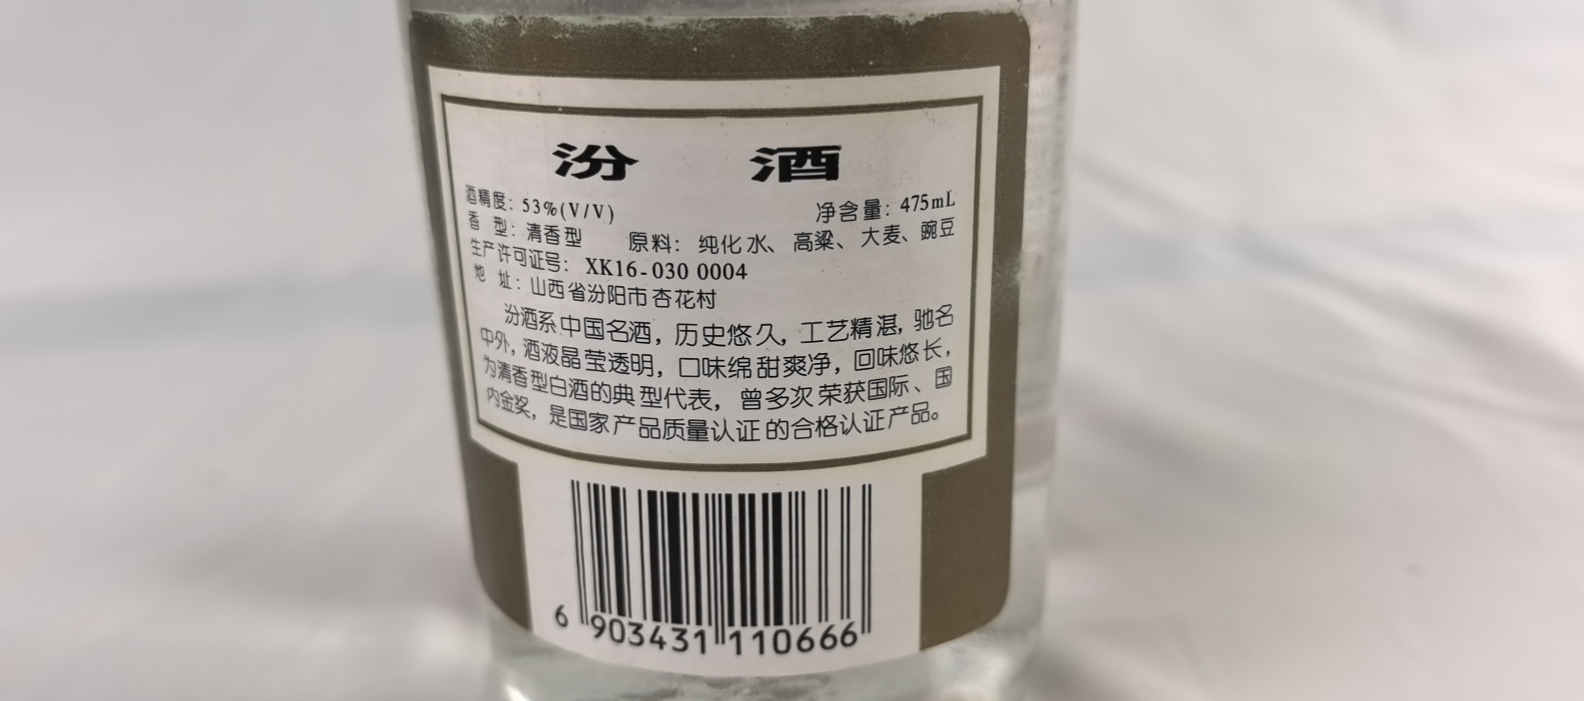 汾 酒
酒精度: 53%(V/V) 净含量: 475mL
香 型: 清香型 原料: 纯化水、高粱、大麦、豌豆
生产许可证号: XK16-030 0004
地 址: 山西省汾阳市杏花村
汾酒系中国名酒, 历史悠久, 工艺精湛, 驰名
中外, 酒液晶莹透明, 口味绵甜爽净, 回味悠长,
为清香型白酒的典型代表, 曾多次荣获国际、国
内金奖, 是国家产品质量认证的合格认证产品。
6 903431 110666